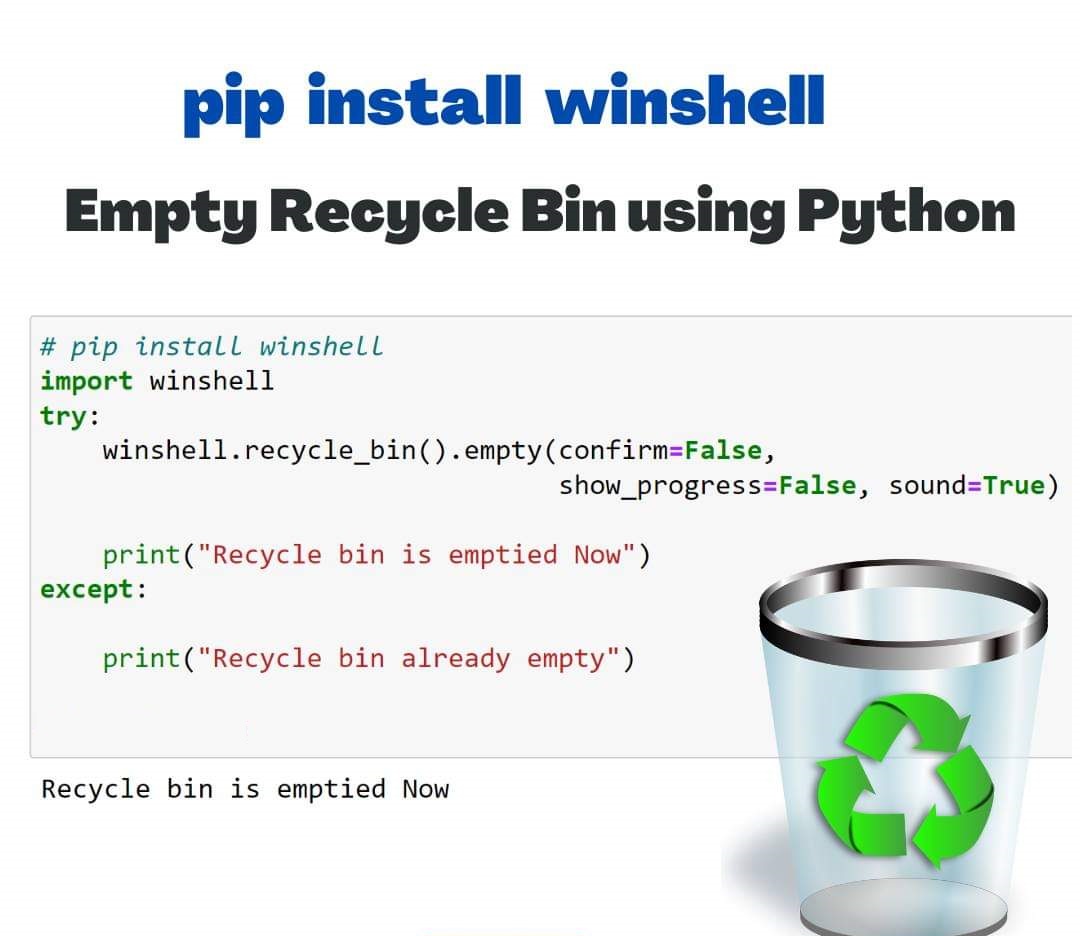 pip install winshell
Empty Recycle Bin using Python
# pip install winshell
import winshell
try:
    winshell.recycle_bin().empty(confirm=False,
                                 show_progress=False, sound=True)
    print("Recycle bin is emptied Now")
except:
    print("Recycle bin already empty")
Recycle bin is emptied Now